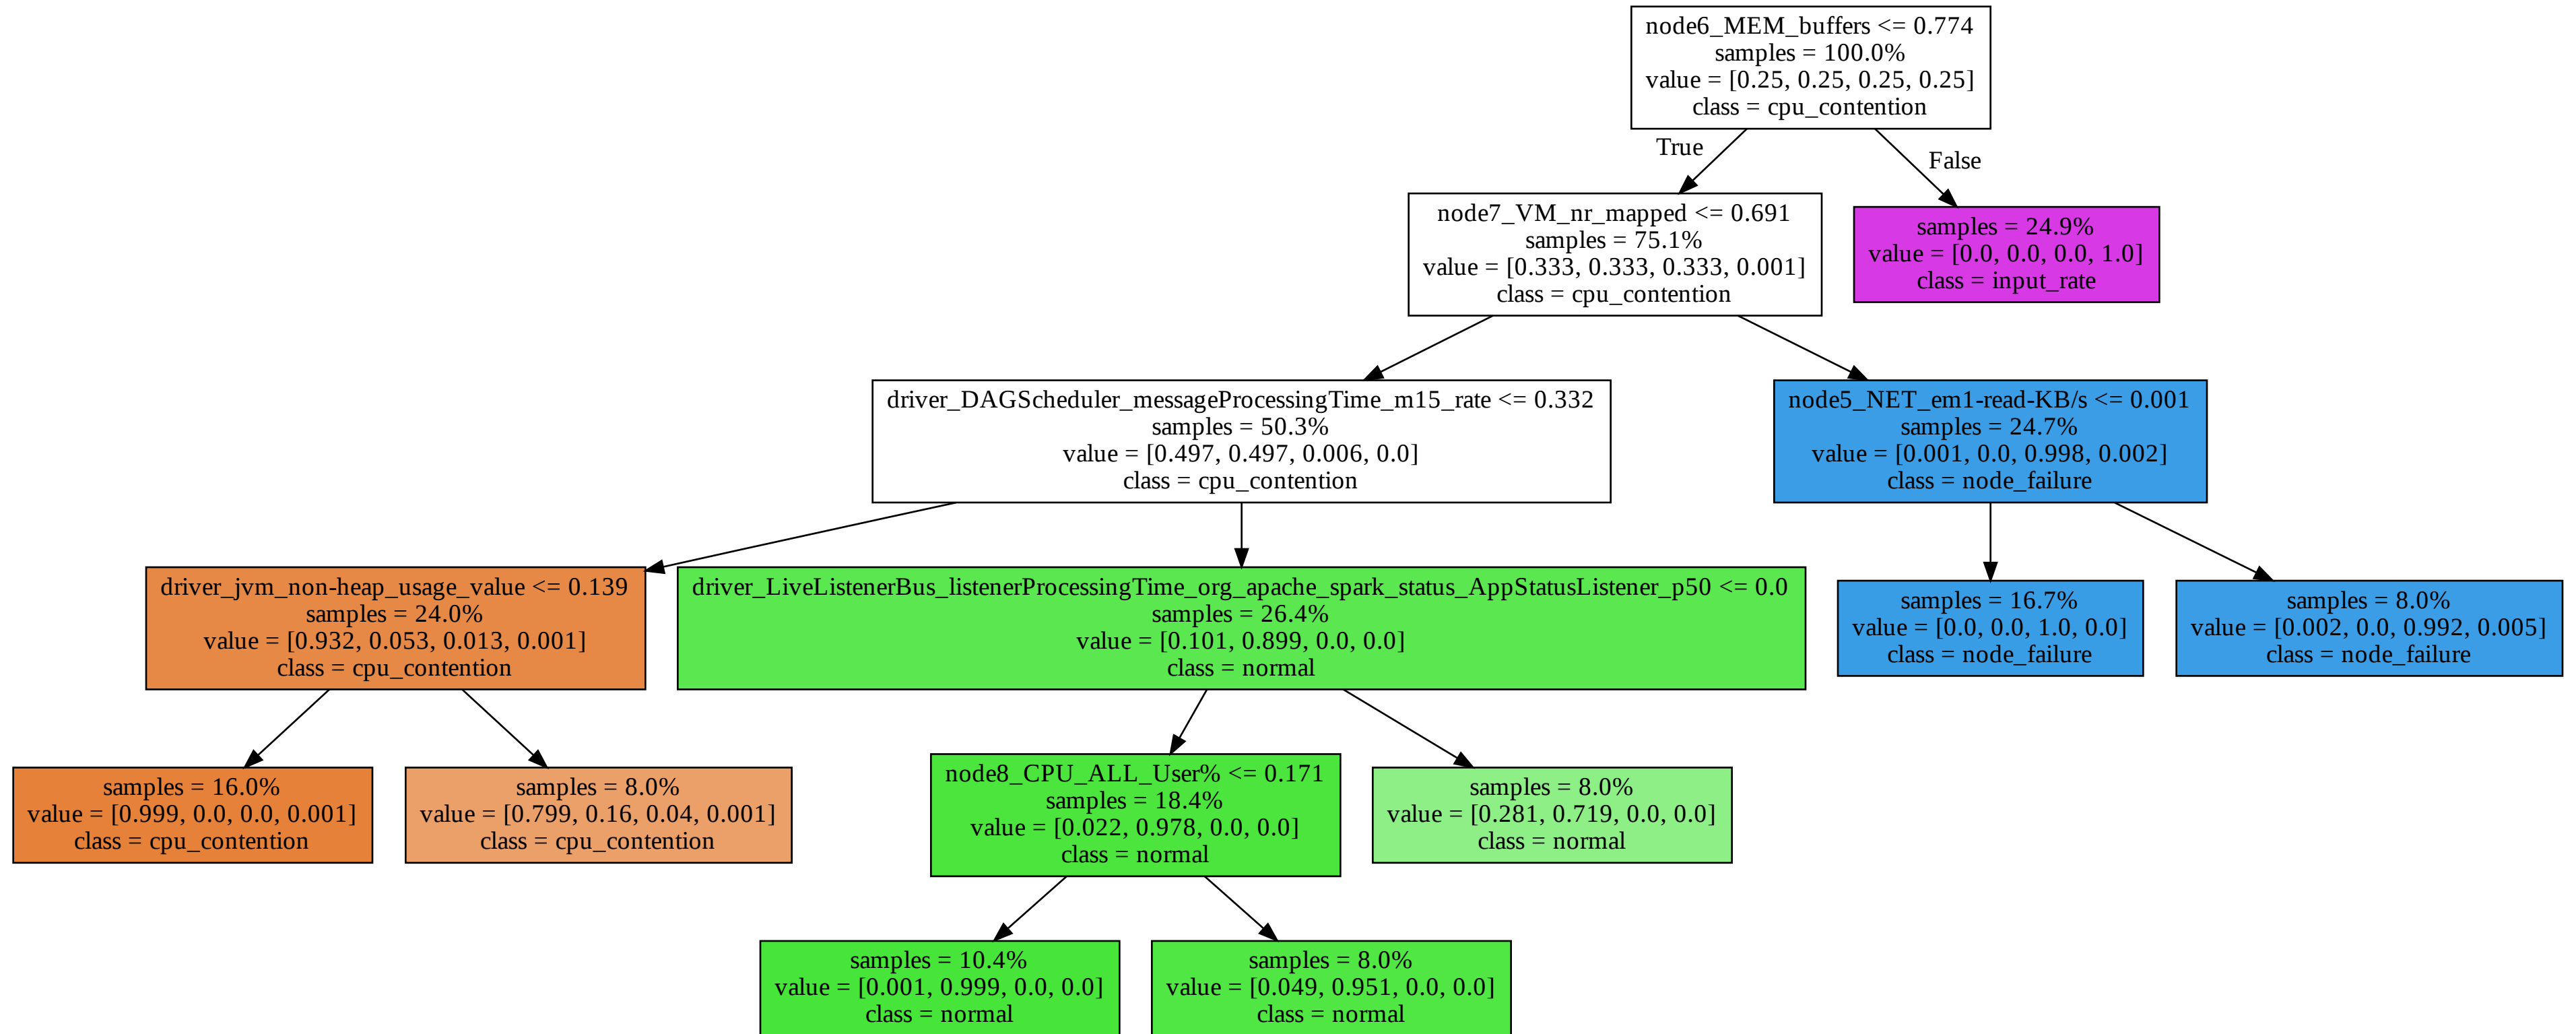 node6_MEM_buffers <= 0.774
samples = 100.0%
value = [0.25, 0.25, 0.25, 0.25]
class = cpu_contention
True
False
node7_VM_nr_mapped <= 0.691
samples = 75.1%
value = [0.333, 0.333, 0.333, 0.001]
class = cpu_contention
samples = 24.9%
value = [0.0, 0.0, 0.0, 1.0]
class = input_rate
driver_DAGScheduler_messageProcessingTime_m15_rate <= 0.332
samples = 50.3%
value = [0.497, 0.497, 0.006, 0.0]
class = cpu_contention
node5_NET_em1-read-KB/s <= 0.001
samples = 24.7%
value = [0.001, 0.0, 0.998, 0.002]
class = node_failure
driver_jvm_non-heap_usage_value <= 0.139
samples = 24.0%
value = [0.932, 0.053, 0.013, 0.001]
class = cpu_contention
driver_LiveListenerBus_listenerProcessingTime_org_apache_spark_status_AppStatusListener_p50 <= 0.0
samples = 26.4%
value = [0.101, 0.899, 0.0, 0.0]
class = normal
samples = 16.7%
value = [0.0, 0.0, 1.0, 0.0]
class = node_failure
samples = 8.0%
value = [0.002, 0.0, 0.992, 0.005]
class = node_failure
samples = 16.0%
value = [0.999, 0.0, 0.0, 0.001]
class = cpu_contention
samples = 8.0%
value = [0.799, 0.16, 0.04, 0.001]
class = cpu_contention
node8_CPU_ALL_User% <= 0.171
samples = 18.4%
value = [0.022, 0.978, 0.0, 0.0]
class = normal
samples = 8.0%
value = [0.281, 0.719, 0.0, 0.0]
class = normal
samples = 10.4%
value = [0.001, 0.999, 0.0, 0.0]
class = normal
samples = 8.0%
value = [0.049, 0.951, 0.0, 0.0]
class = normal